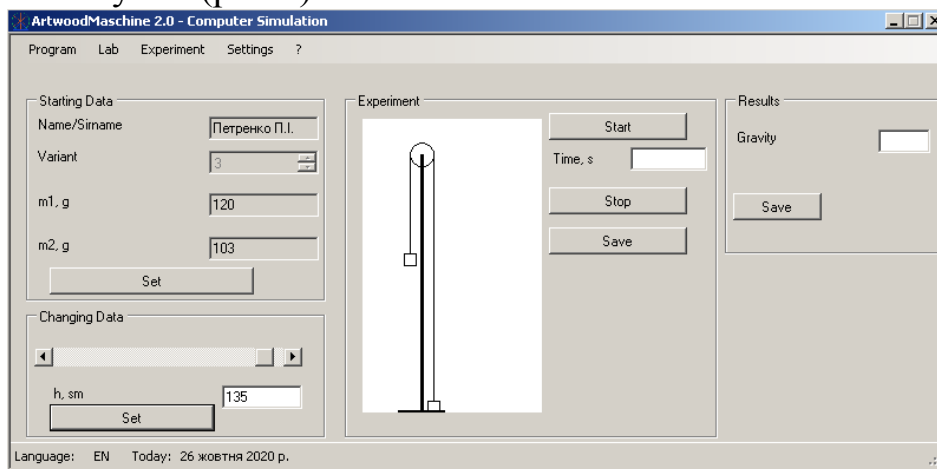 ArtwoodMaschine 2.0 - Computer Simulation
Program Lab Experiment Settings ?
Starting Data
Name/Sirname Петренко П.І.
Variant 3
m1, g 120
m2, g 103
Set
Changing Data
h, sm 135
Set
Experiment
Start
Time, s
Stop
Save
Results
Gravity
Save
Language: EN Today: 26 жовтня 2020 р.